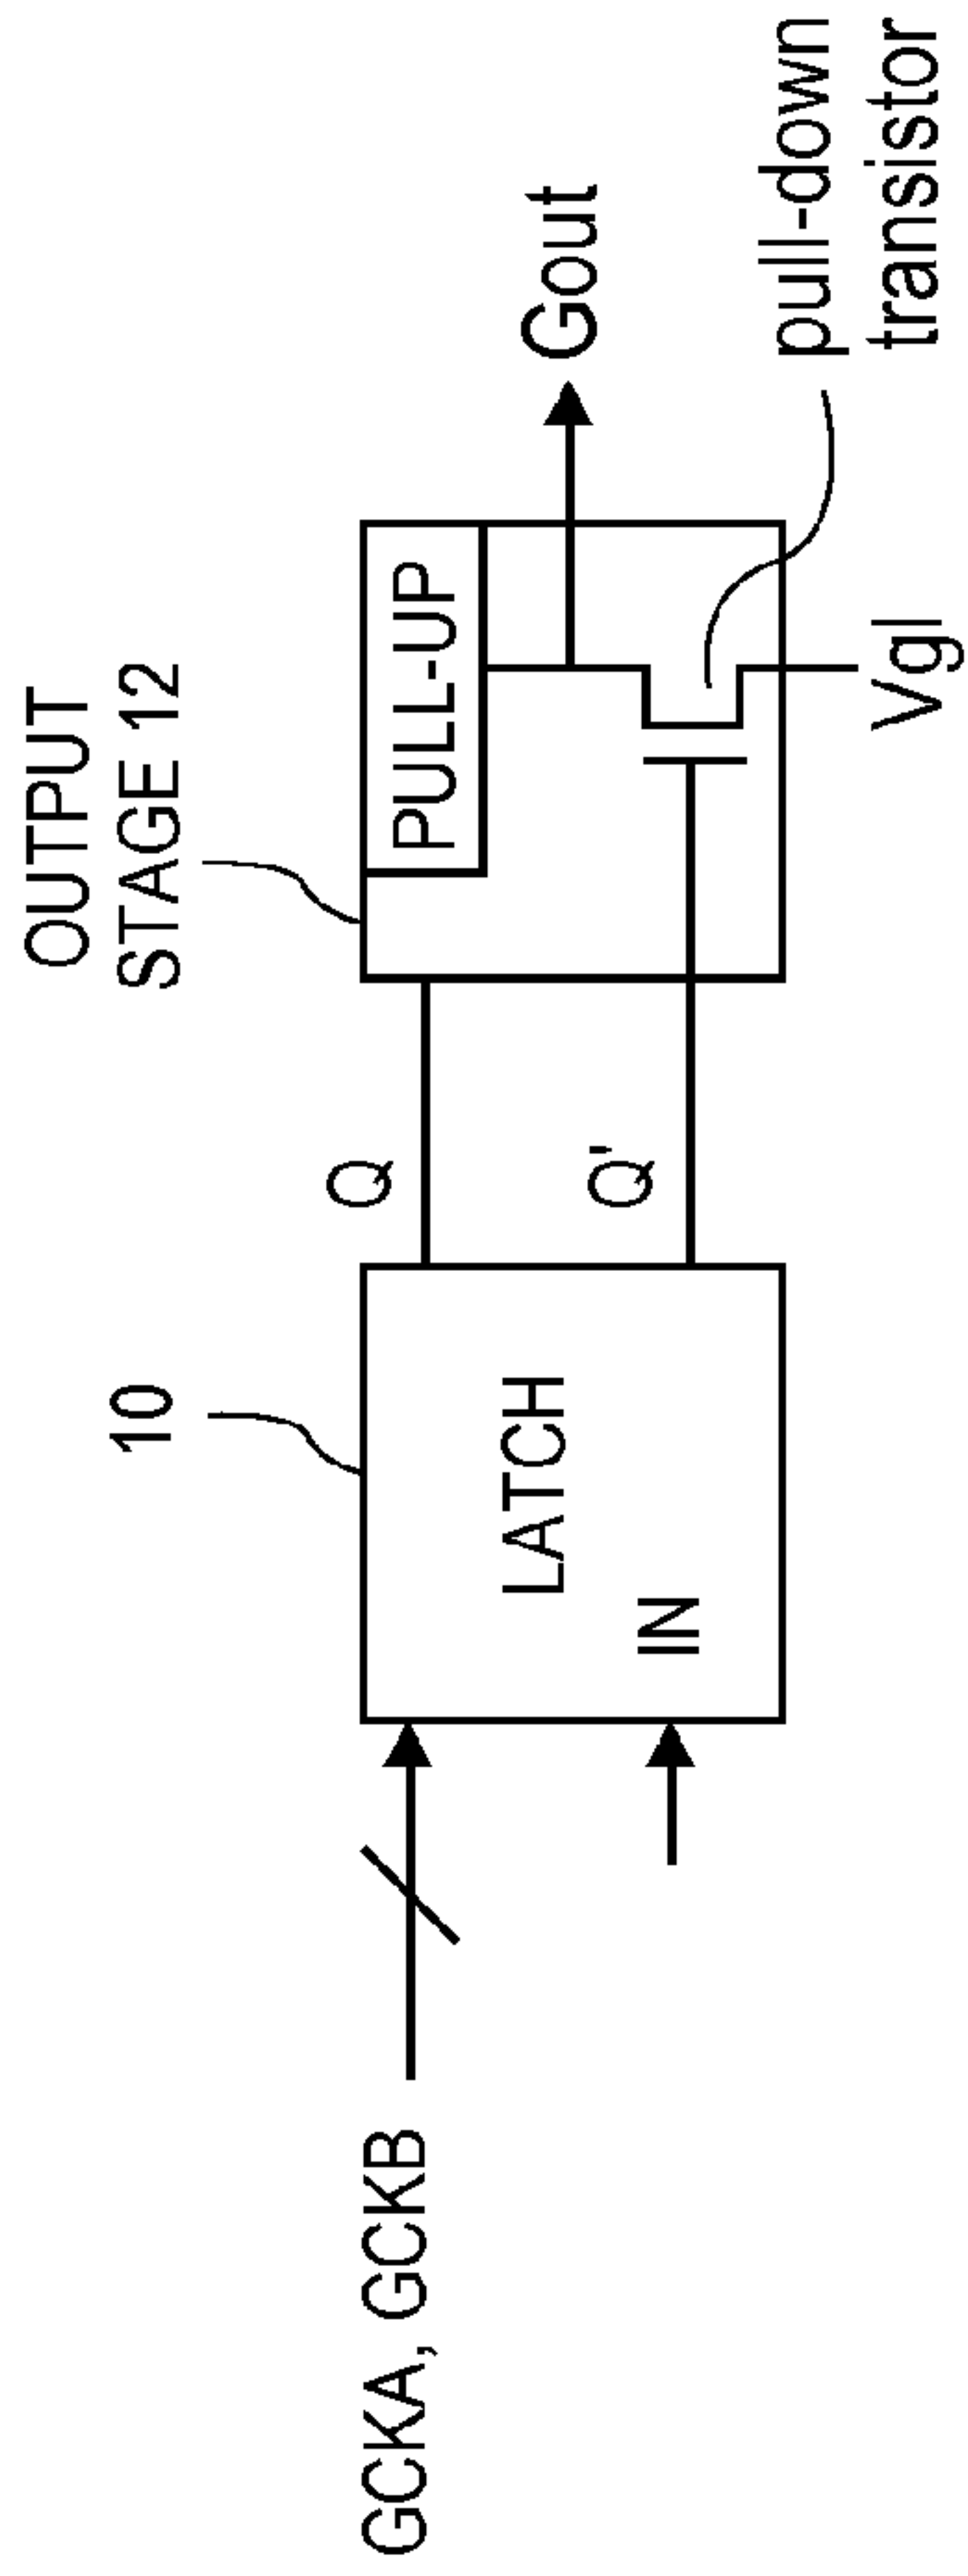 GCKA, GCKB
10
LATCH
IN
Q
Q'
OUTPUT
STAGE 12
PULL-UP
Gout
Vgl
pull-down
transistor